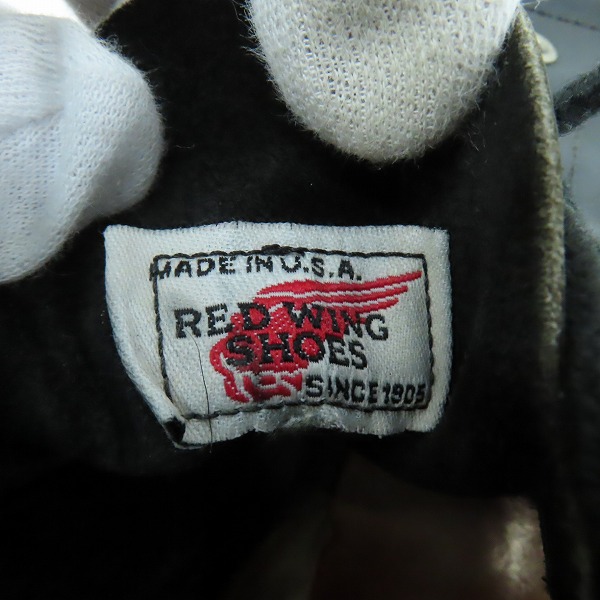 MADE IN U.S.A.
RED WING
SHOES
SINCE 1905